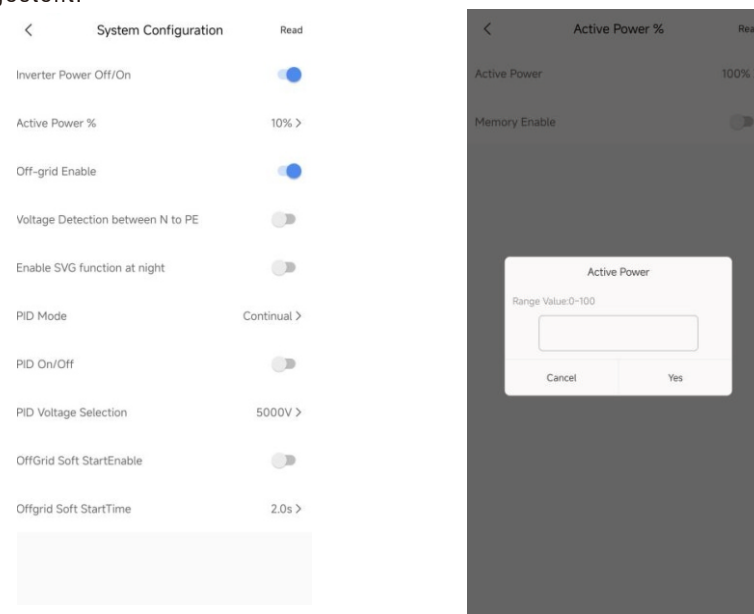 System Configuration Read
Inverter Power Off/On
Active Power % 10% >
Off-grid Enable
Voltage Detection between N to PE
Enable SVG function at night
PID Mode Continual >
PID On/Off
PID Voltage Selection 5000V >
OffGrid Soft StartEnable
Offgrid Soft StartTime 2.0s >
Active Power %
Active Power 100%
Memory Enable
Active Power
Range Value:0~100
Cancel Yes